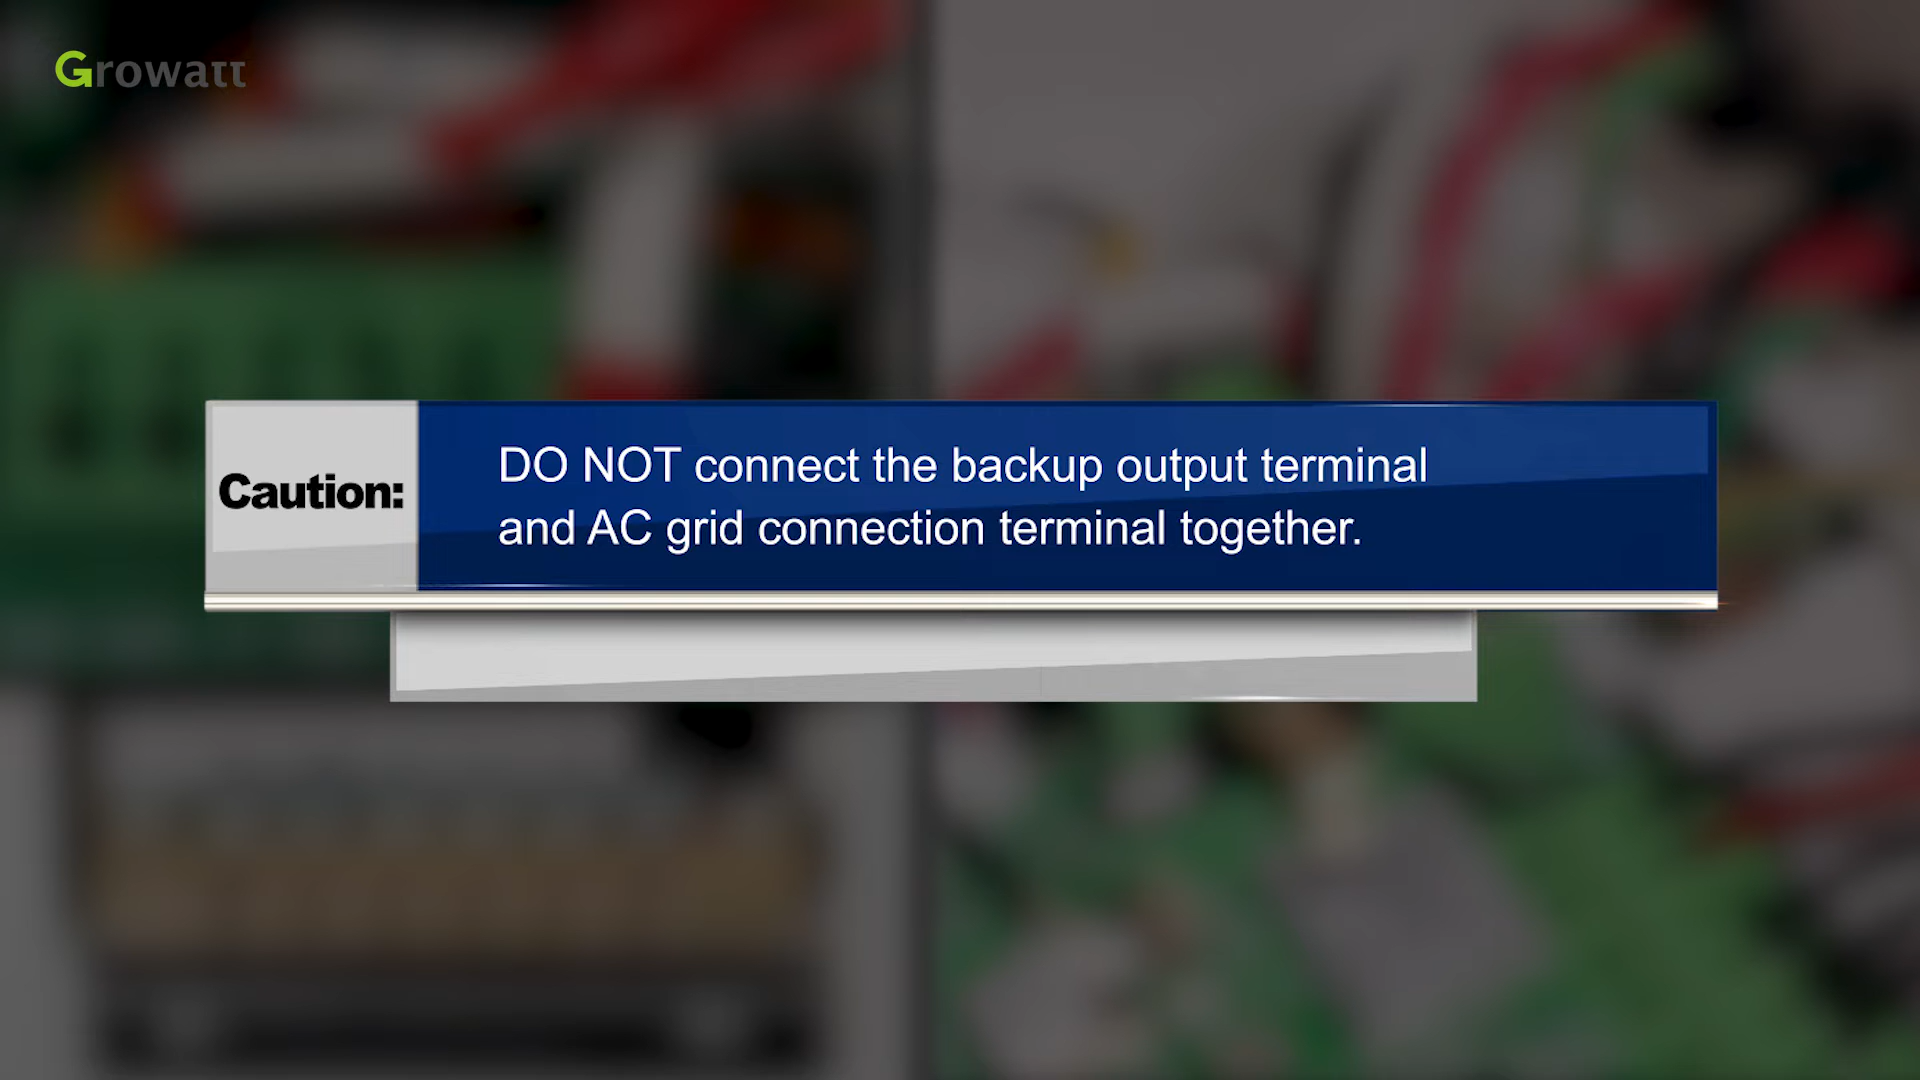 Growatt
Caution:
DO NOT connect the backup output terminal
and AC grid connection terminal together.